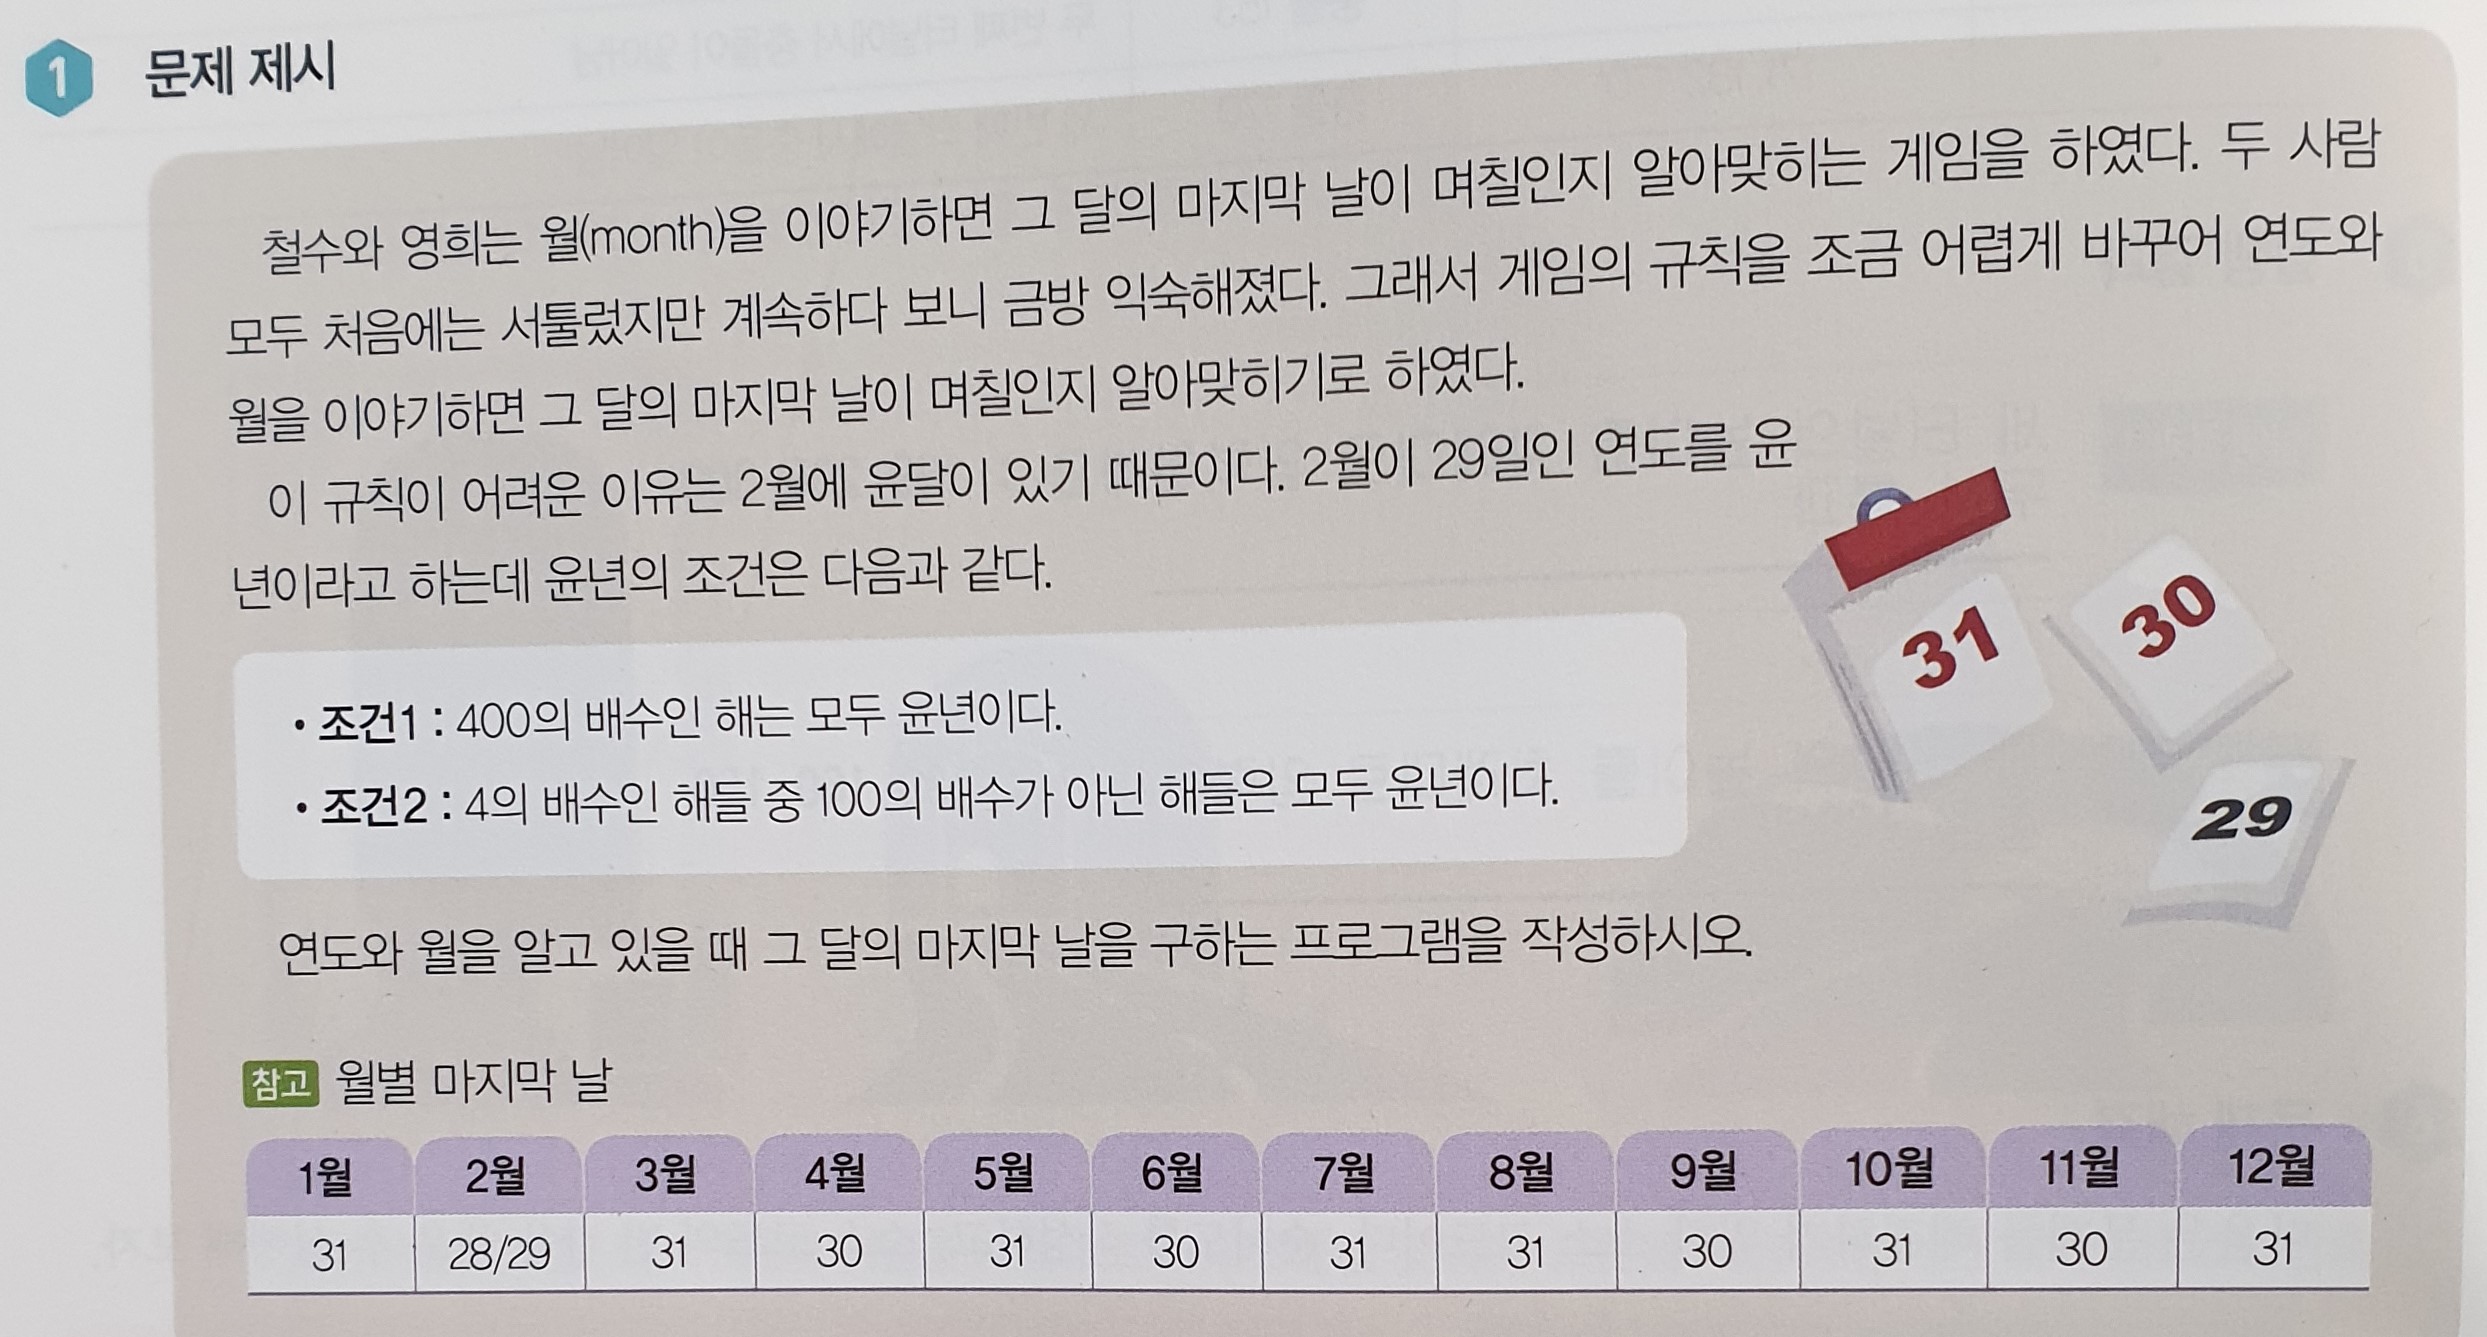 1 문제 제시
철수와 영희는 월(month)을 이야기하면 그 달의 마지막 날이 며칠인지 알아맞히는 게임을 하였다. 두 사람
모두 처음에는 서툴렀지만 계속하다 보니 금방 익숙해졌다. 그래서 게임의 규칙을 조금 어렵게 바꾸어 연도와
월을 이야기하면 그 달의 마지막 날이 며칠인지 알아맞히기로 하였다.
이 규칙이 어려운 이유는 2월에 윤달이 있기 때문이다. 2월이 29일인 연도를 윤
년이라고 하는데 윤년의 조건은 다음과 같다.
31
30
29
• 조건1 : 400의 배수인 해는 모두 윤년이다.
• 조건2 : 4의 배수인 해들 중 100의 배수가 아닌 해들은 모두 윤년이다.
연도와 월을 알고 있을 때 그 달의 마지막 날을 구하는 프로그램을 작성하시오.
참고 월별 마지막 날
1월 2월 3월 4월 5월 6월 7월 8월 9월 10월 11월 12월
31 28/29 31 30 31 30 31 31 30 31 30 31